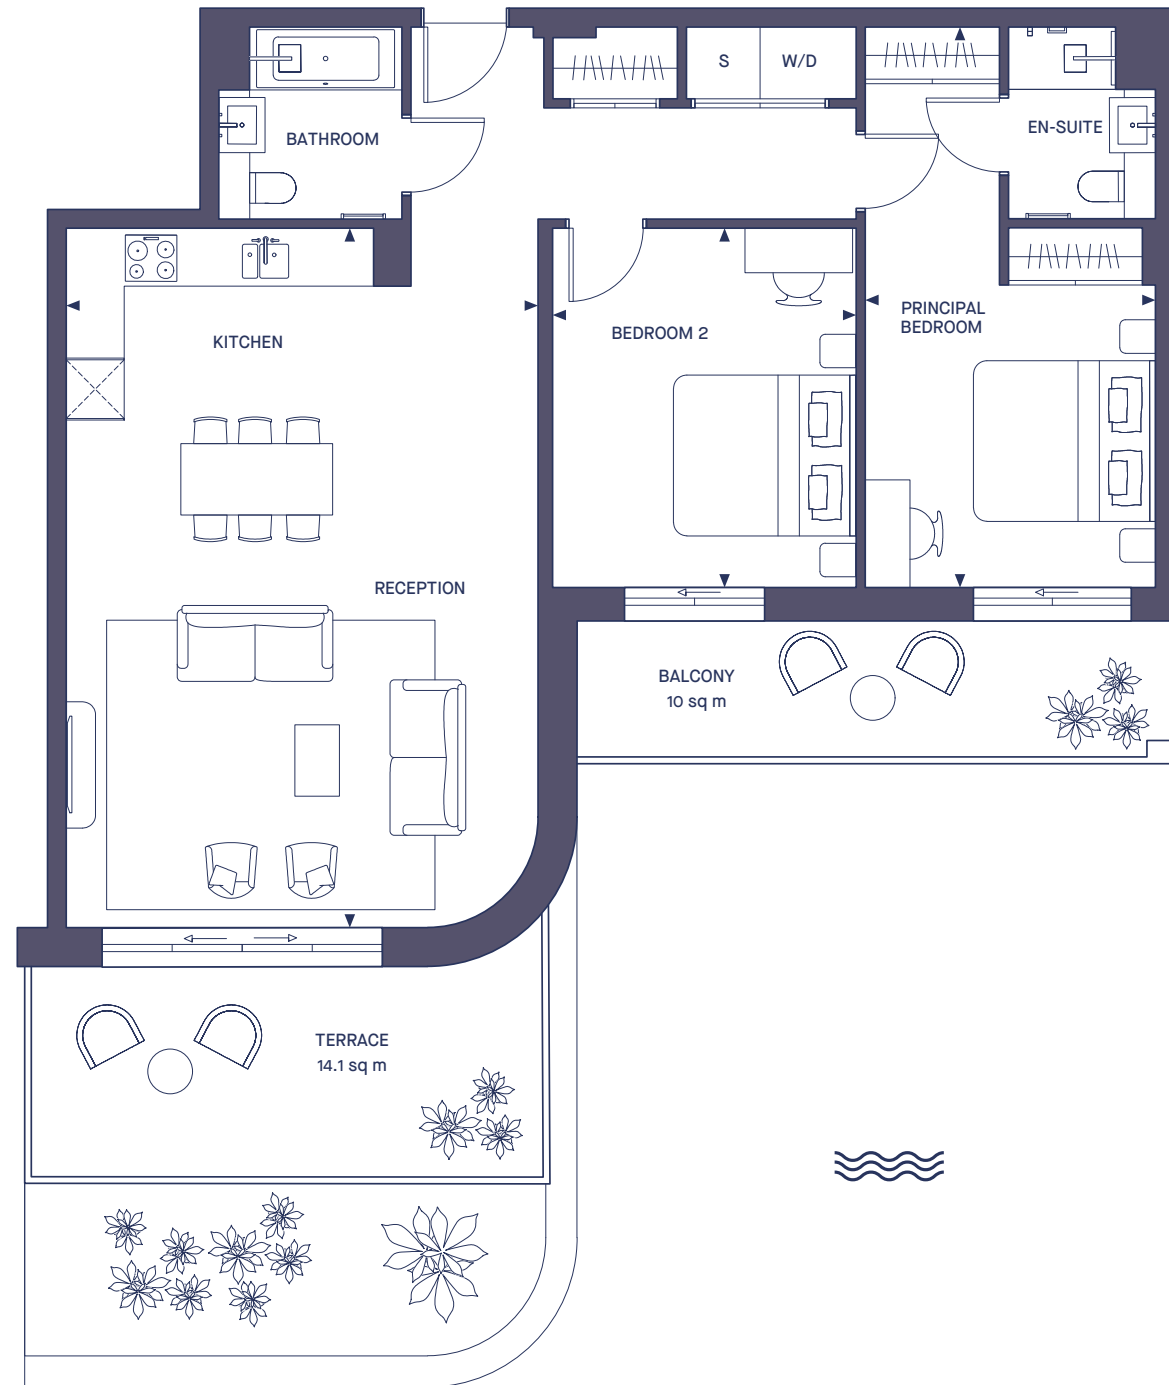 S
W/D
BATHROOM
EN-SUITE
KITCHEN
BEDROOM 2
PRINCIPAL
BEDROOM
RECEPTION
BALCONY
10 sq m
TERRACE
14.1 sq m